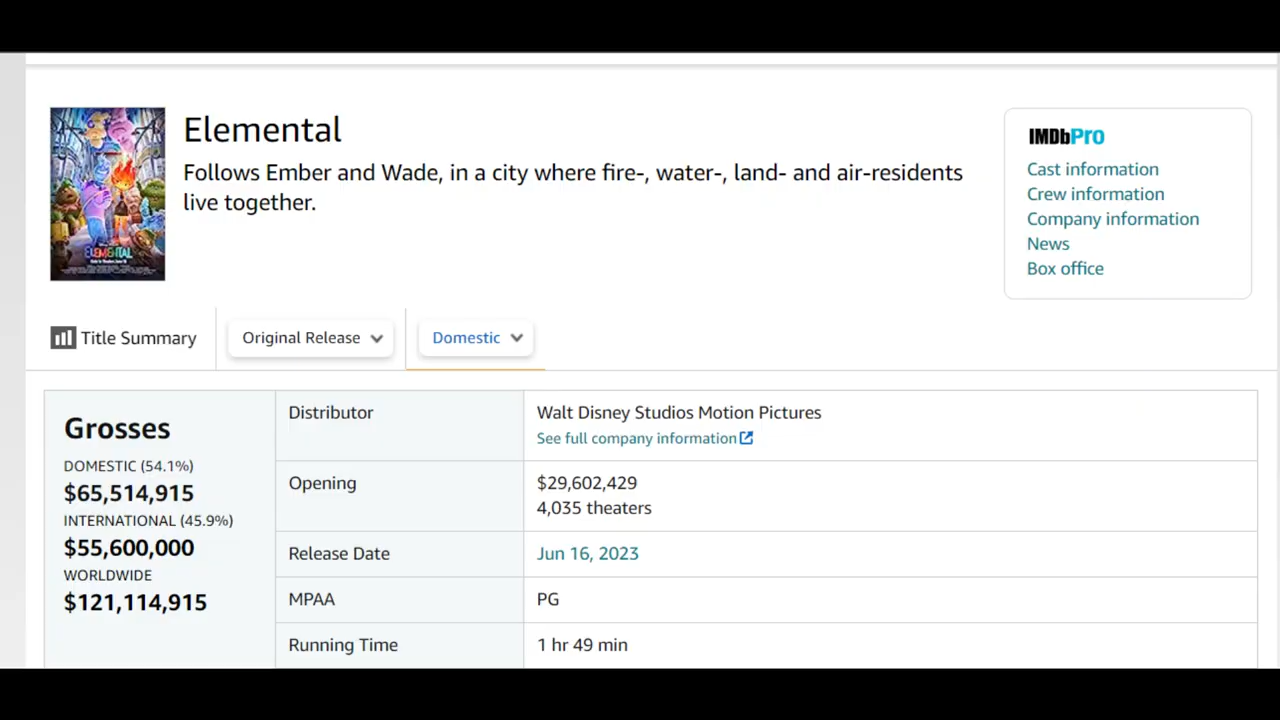 Elemental
Follows Ember and Wade, in a city where fire-, water-, land- and air-residents
live together.
ELEMENTAL
IMDbPro
Cast information
Crew information
Company information
News
Box office
Title Summary
Original Release
Domestic
Grosses
DOMESTIC (54.1%)
$65,514,915
INTERNATIONAL (45.9%)
$55,600,000
WORLDWIDE
$121,114,915
Distributor
Walt Disney Studios Motion Pictures
See full company information
Opening
$29,602,429
4,035 theaters
Release Date
Jun 16, 2023
MPAA
PG
Running Time
1 hr 49 min